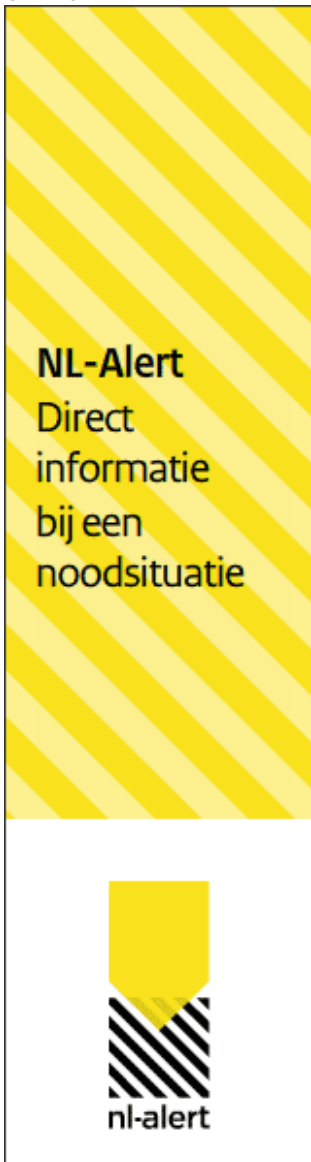 NL-Alert
Direct
informatie
bij een
noodsituatie
nl-alert